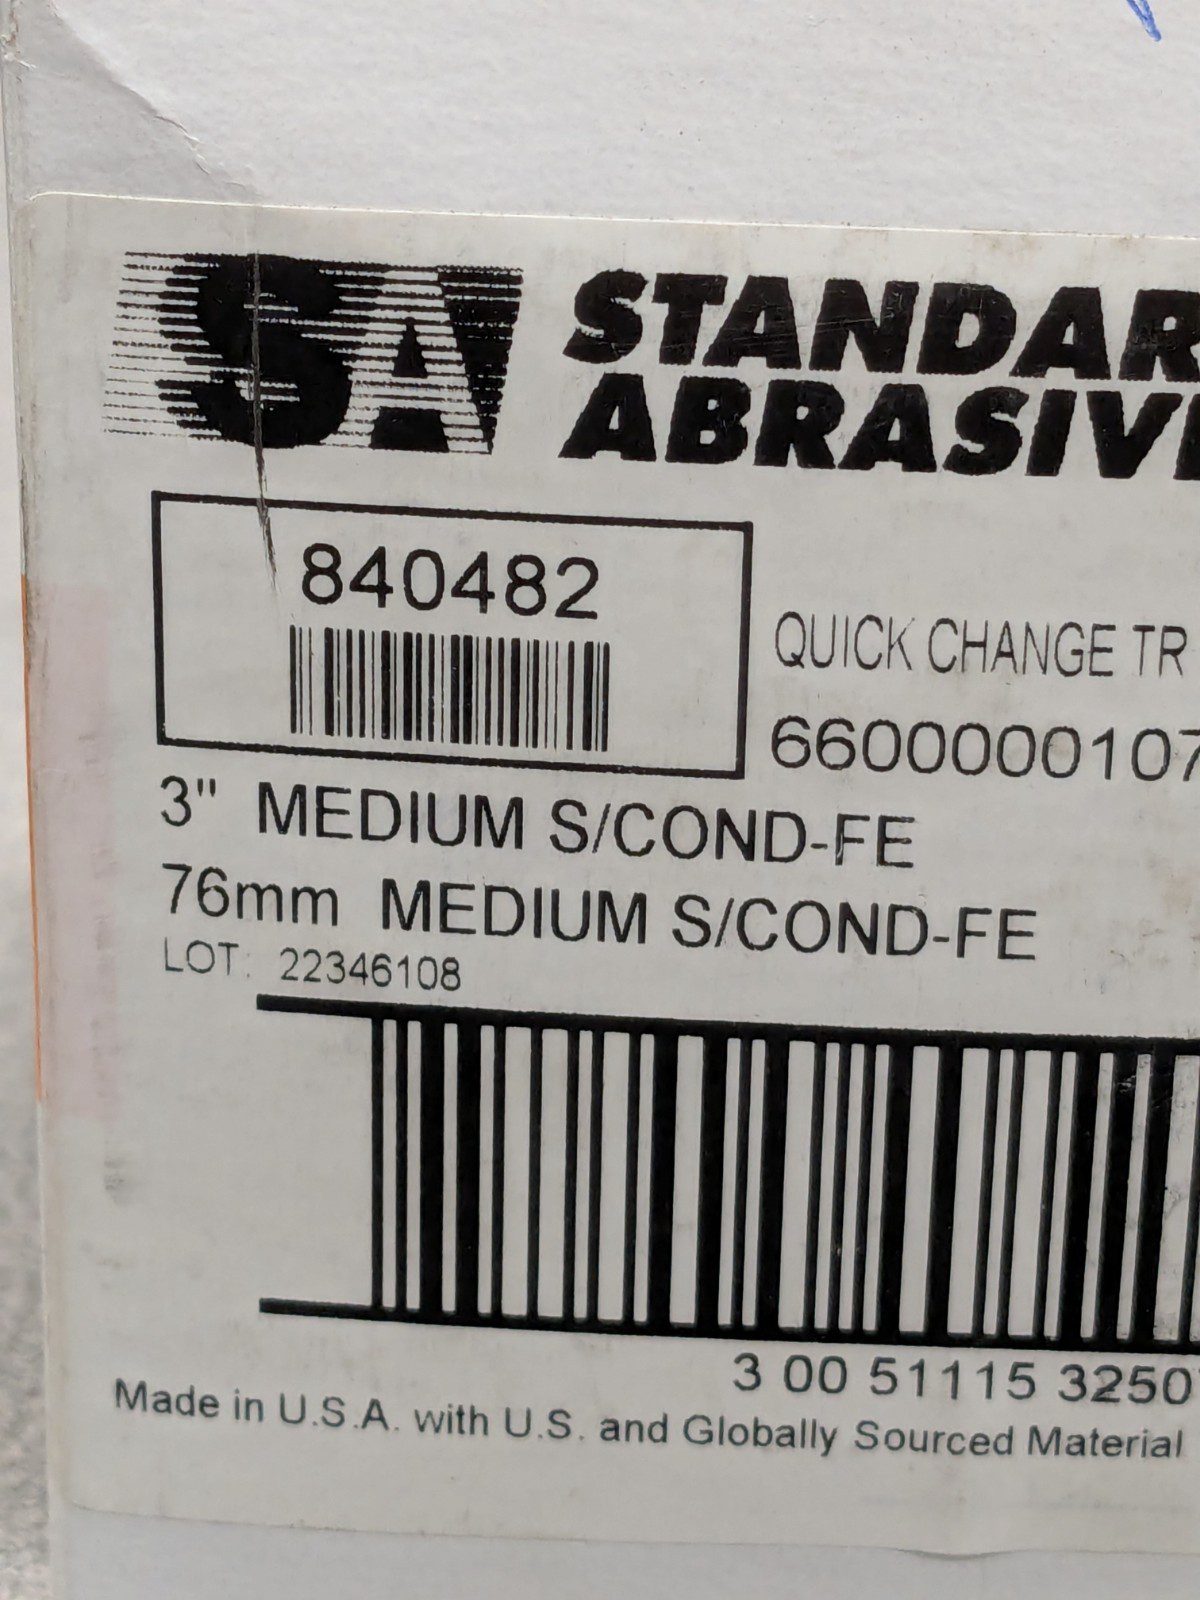 SA STANDAR
ABRASIV
840482
QUICK CHANGE TR
6600000107
3" MEDIUM S/COND-FE
76mm MEDIUM S/COND-FE
LOT: 22346108
3 00 51115 3250
Made in U.S.A. with U.S. and Globally Sourced Material